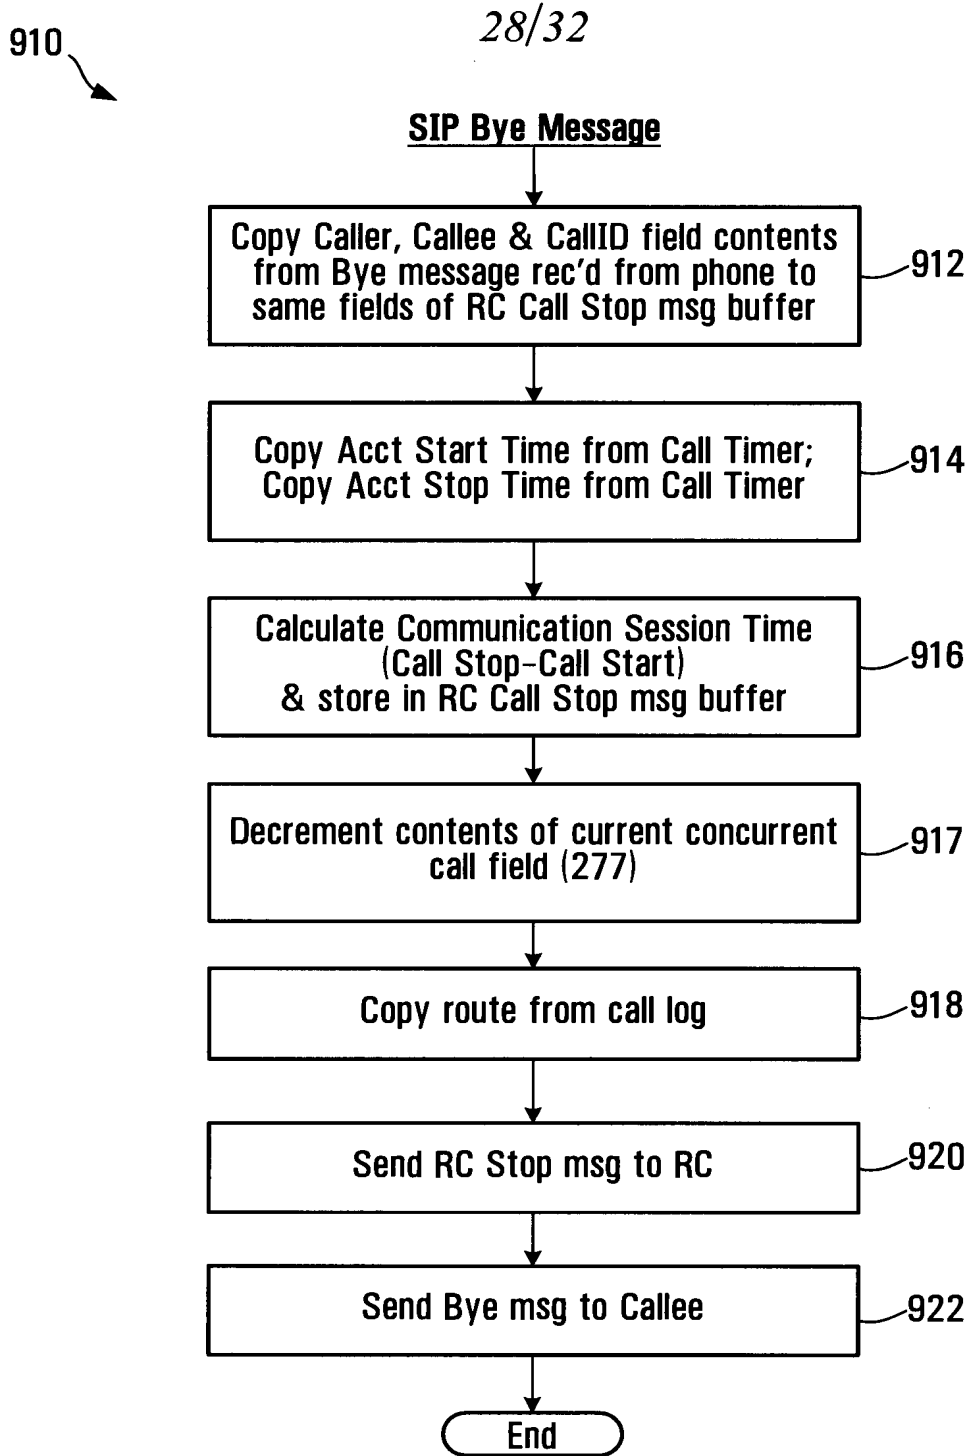 28/32
910
SIP Bye Message
Copy Caller, Callee & CallID field contents
from Bye message rec'd from phone to
same fields of RC Call Stop msg buffer
912
Copy Acct Start Time from Call Timer;
Copy Acct Stop Time from Call Timer
914
Calculate Communication Session Time
(Call Stop-Call Start)
& store in RC Call Stop msg buffer
916
Decrement contents of current concurrent
call field (277)
917
Copy route from call log
918
Send RC Stop msg to RC
920
Send Bye msg to Callee
922
End